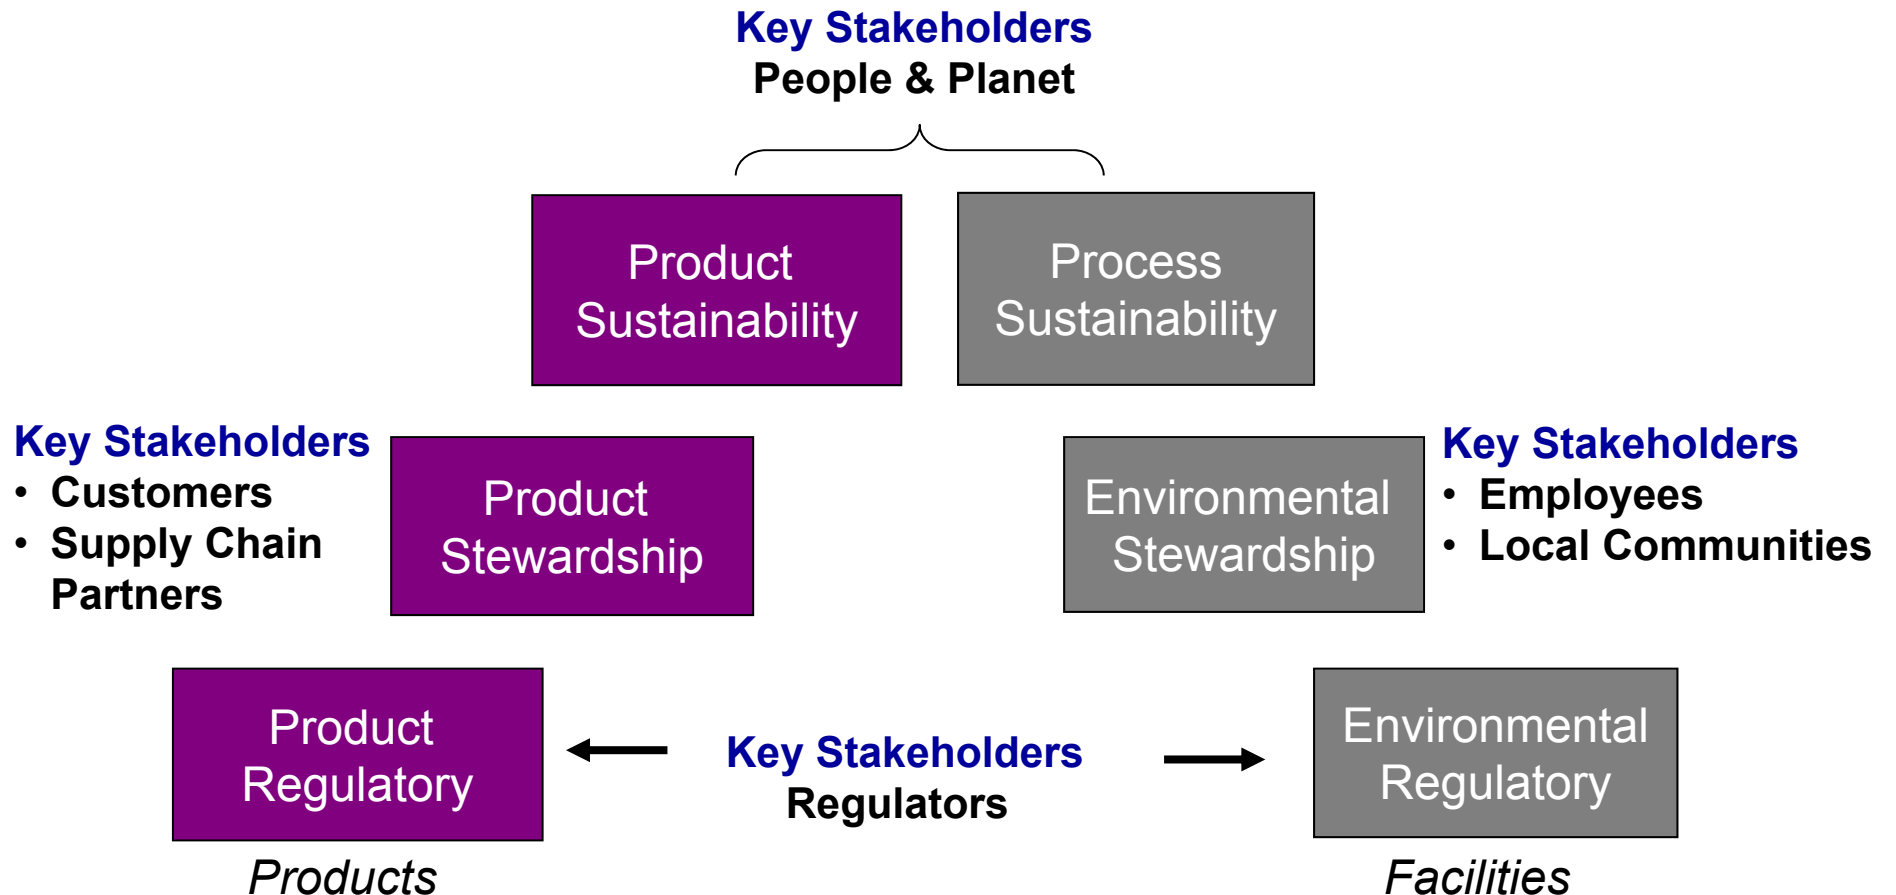 Key Stakeholders
People & Planet
Product
Sustainability
Process
Sustainability
Key Stakeholders
• Customers
• Supply Chain
Partners
Product
Stewardship
Environmental
Stewardship
Key Stakeholders
• Employees
• Local Communities
Product
Regulatory
Key Stakeholders
Regulators
Environmental
Regulatory
Products
Facilities